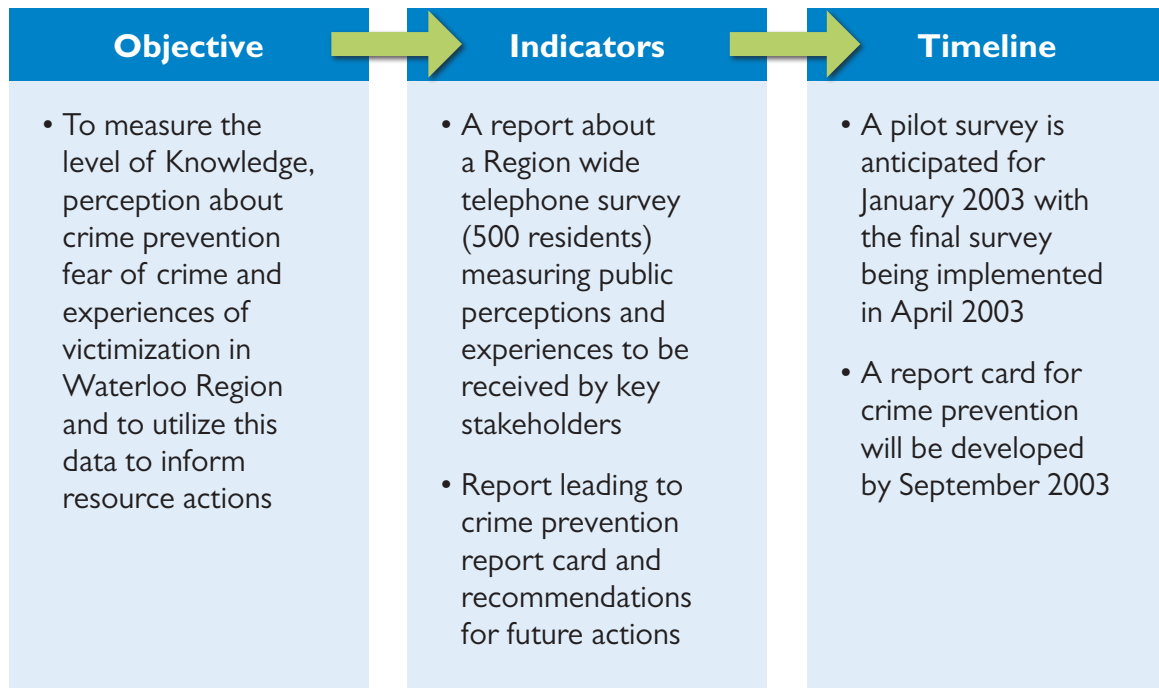 Objective
• To measure the
level of Knowledge,
perception about
crime prevention
fear of crime and
experiences of
victimization in
Waterloo Region
and to utilize this
data to inform
resource actions
Indicators
• A report about
a Region wide
telephone survey
(500 residents)
measuring public
perceptions and
experiences to be
received by key
stakeholders
• Report leading to
crime prevention
report card and
recommendations
for future actions
Timeline
• A pilot survey is
anticipated for
January 2003 with
the final survey
being implemented
in April 2003
• A report card for
crime prevention
will be developed
by September 2003